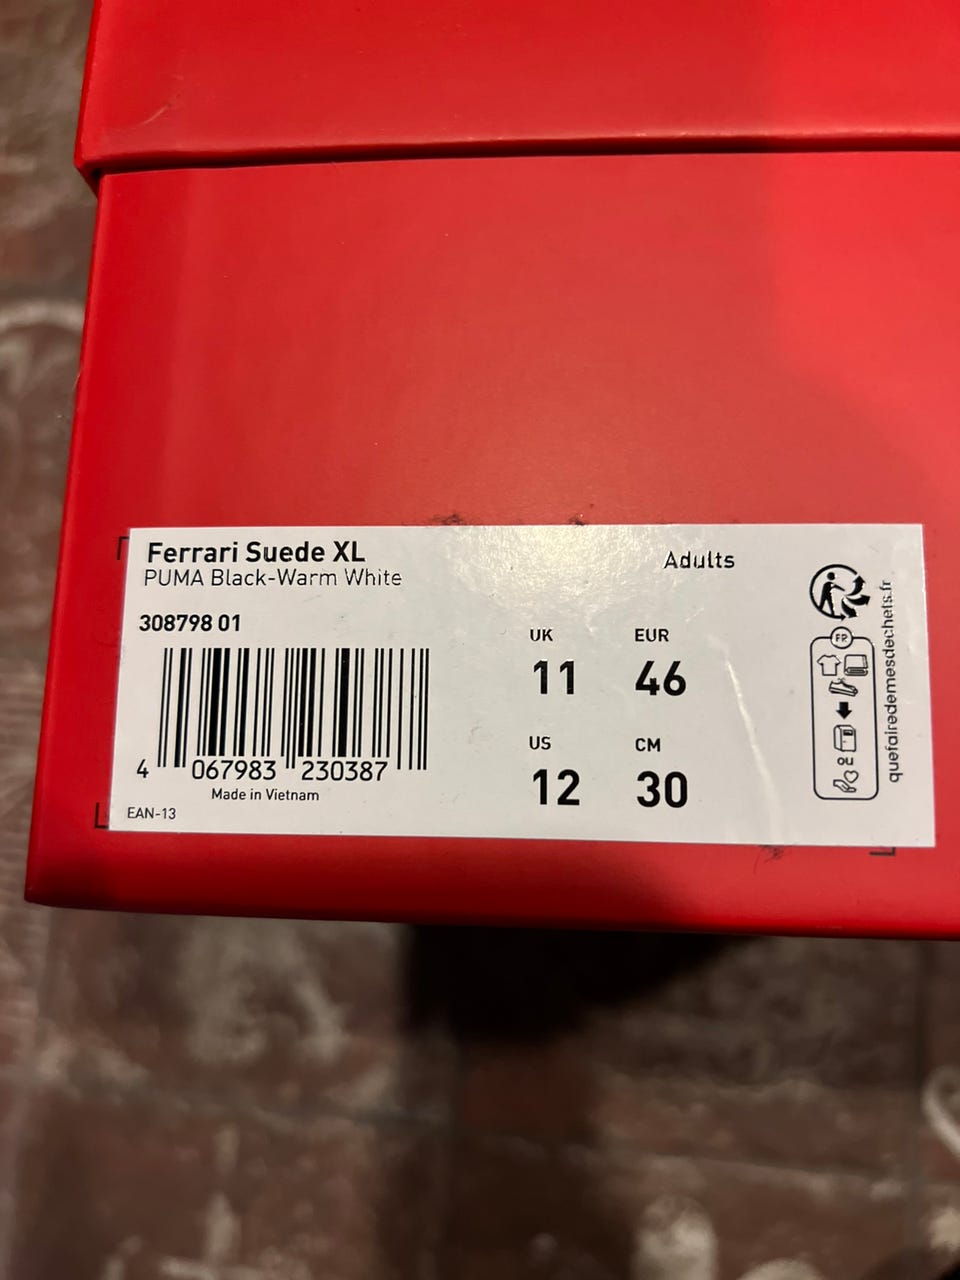 Ferrari Suede XL
PUMA Black-Warm White
Adults
308798 01
UK
EUR
11
46
US
CM
12
30
4 067983 230387
Made in Vietnam
EAN-13
FR
ou
quefairedemesdechets.fr